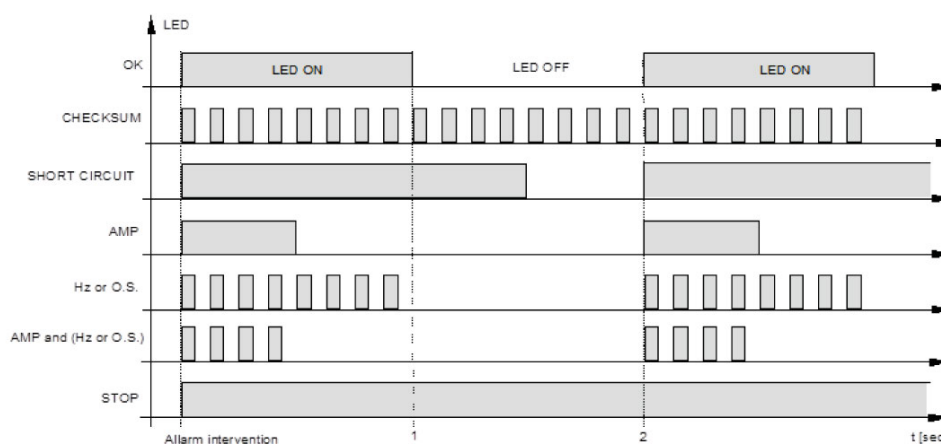 LED
OK
LED ON
LED OFF
LED ON
CHECKSUM
SHORT CIRCUIT
AMP
Hz or O.S.
AMP and (Hz or O.S.)
STOP
Allarm intervention
1
2
t [sec